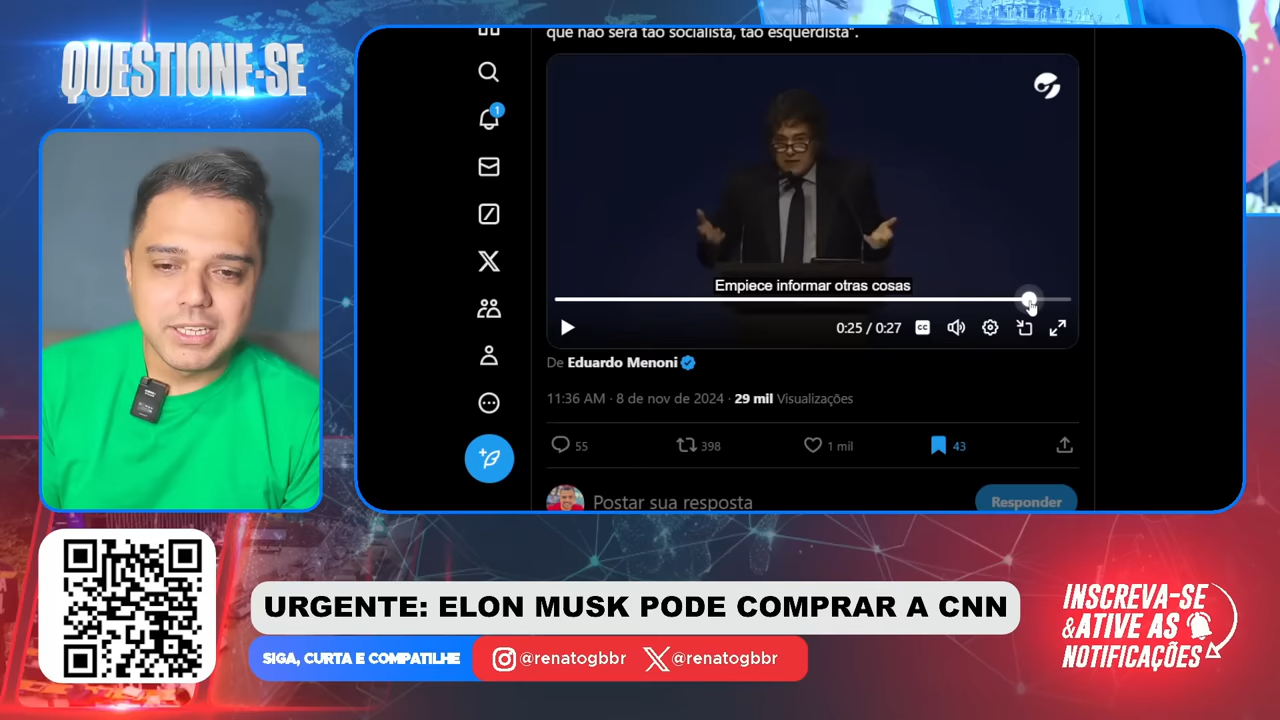 QUESTIONE-SE
que não será tão socialista, tão esquerdista".
1
Empiece informar otras cosas
0:25 / 0:27
CC
De Eduardo Menoni
11:36 AM · 8 de nov de 2024 · 29 mil Visualizações
55
398
1 mil
43
Postar sua resposta
Responder
URGENTE: ELON MUSK PODE COMPRAR A CNN
SIGA, CURTA E COMPATILHE
@renatogbbr
@renatogbbr
INSCREVA-SE
&ATIVE AS
NOTIFICAÇÕES